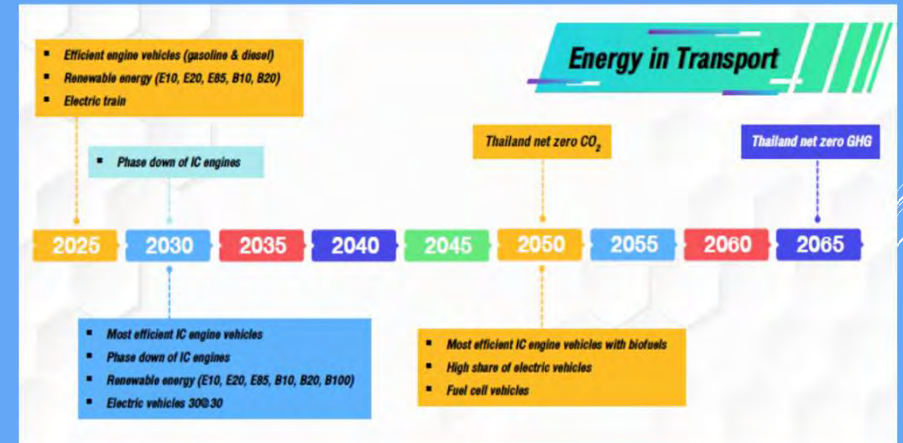 Energy in Transport
▪ Efficient engine vehicles (gasoline & diesel)
▪ Renewable energy (E10, E20, E85, B10, B20)
▪ Electric train
▪ Phase down of IC engines
Thailand net zero CO₂
Thailand net zero GHG
2025 2030 2035 2040 2045 2050 2055 2060 2065
▪ Most efficient IC engine vehicles
▪ Phase down of IC engines
▪ Renewable energy (E10, E20, E85, B10, B20, B100)
▪ Electric vehicles 30@30
▪ Most efficient IC engine vehicles with biofuels
▪ High share of electric vehicles
▪ Fuel cell vehicles